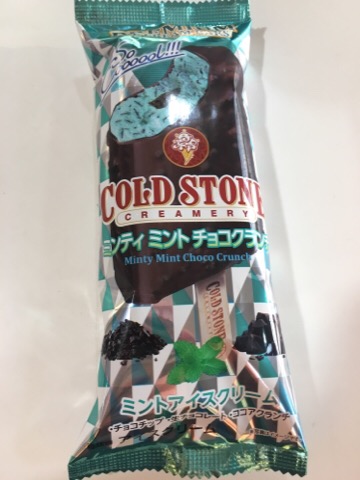 So
Cooooool!!!
COLD STONE
CREAMERY
ミンティ ミント チョコクランチ
Minty Mint Choco Crunch
COLD STONE
ミントアイスクリーム